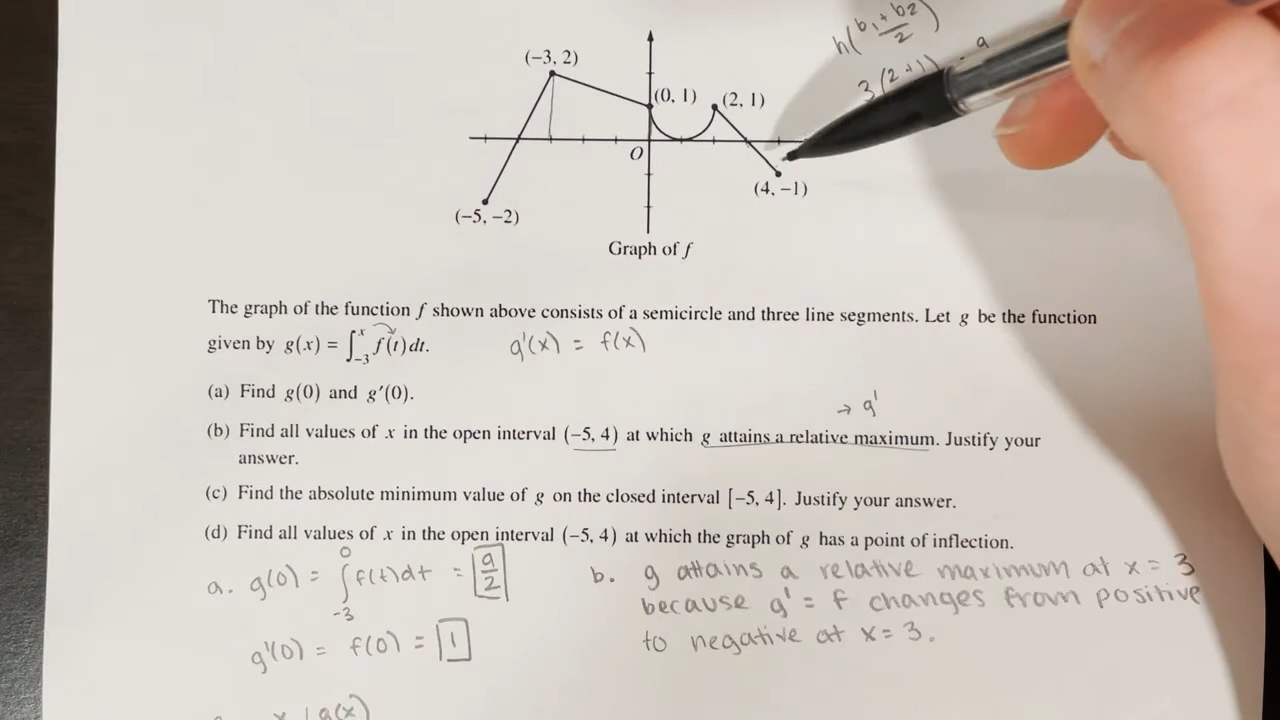 h(b₁ + b₂ / 2)
3(2+1) 9
(−3, 2)
(0, 1)
(2, 1)
O
(4, −1)
(−5, −2)
Graph of f
The graph of the function f shown above consists of a semicircle and three line segments. Let g be the function
given by g(x) = ∫₋₃ˣ f(t) dt. g'(x) = f(x)
(a) Find g(0) and g′(0).
→ g'
(b) Find all values of x in the open interval (−5, 4) at which g attains a relative maximum. Justify your
answer.
(c) Find the absolute minimum value of g on the closed interval [−5, 4]. Justify your answer.
(d) Find all values of x in the open interval (−5, 4) at which the graph of g has a point of inflection.
a. g(0) = ∫₋₃⁰ f(t)dt = 9/2
g'(0) = f(0) = 1
b. g attains a relative maximum at x = 3
because g' = f changes from positive
to negative at x = 3.
x | g(x)